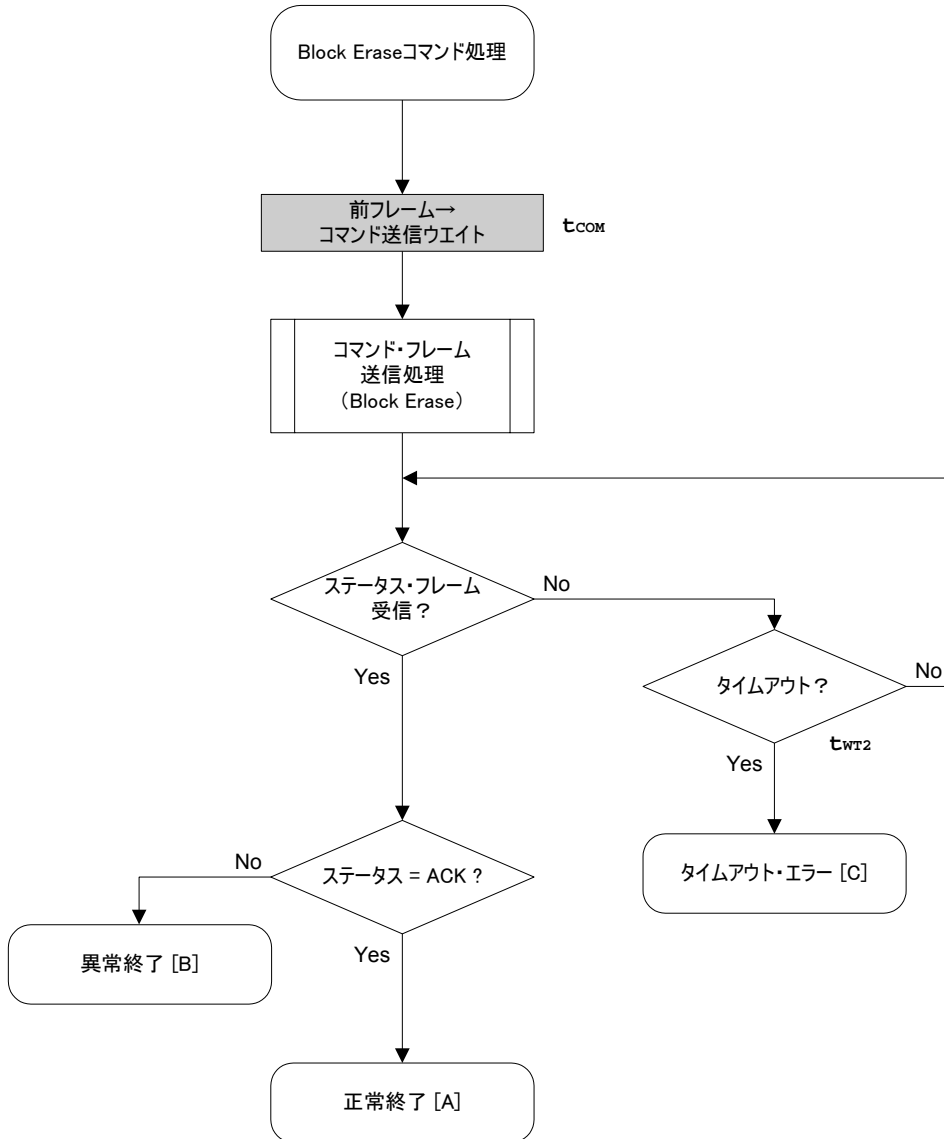 Block Eraseコマンド処理
前フレーム→
コマンド送信ウエイト
tCOM
コマンド・フレーム
送信処理
（Block Erase）
ステータス・フレーム
受信？
No
Yes
タイムアウト？
No
tWT2
Yes
タイムアウト・エラー [C]
ステータス = ACK ?
No
Yes
異常終了 [B]
正常終了 [A]